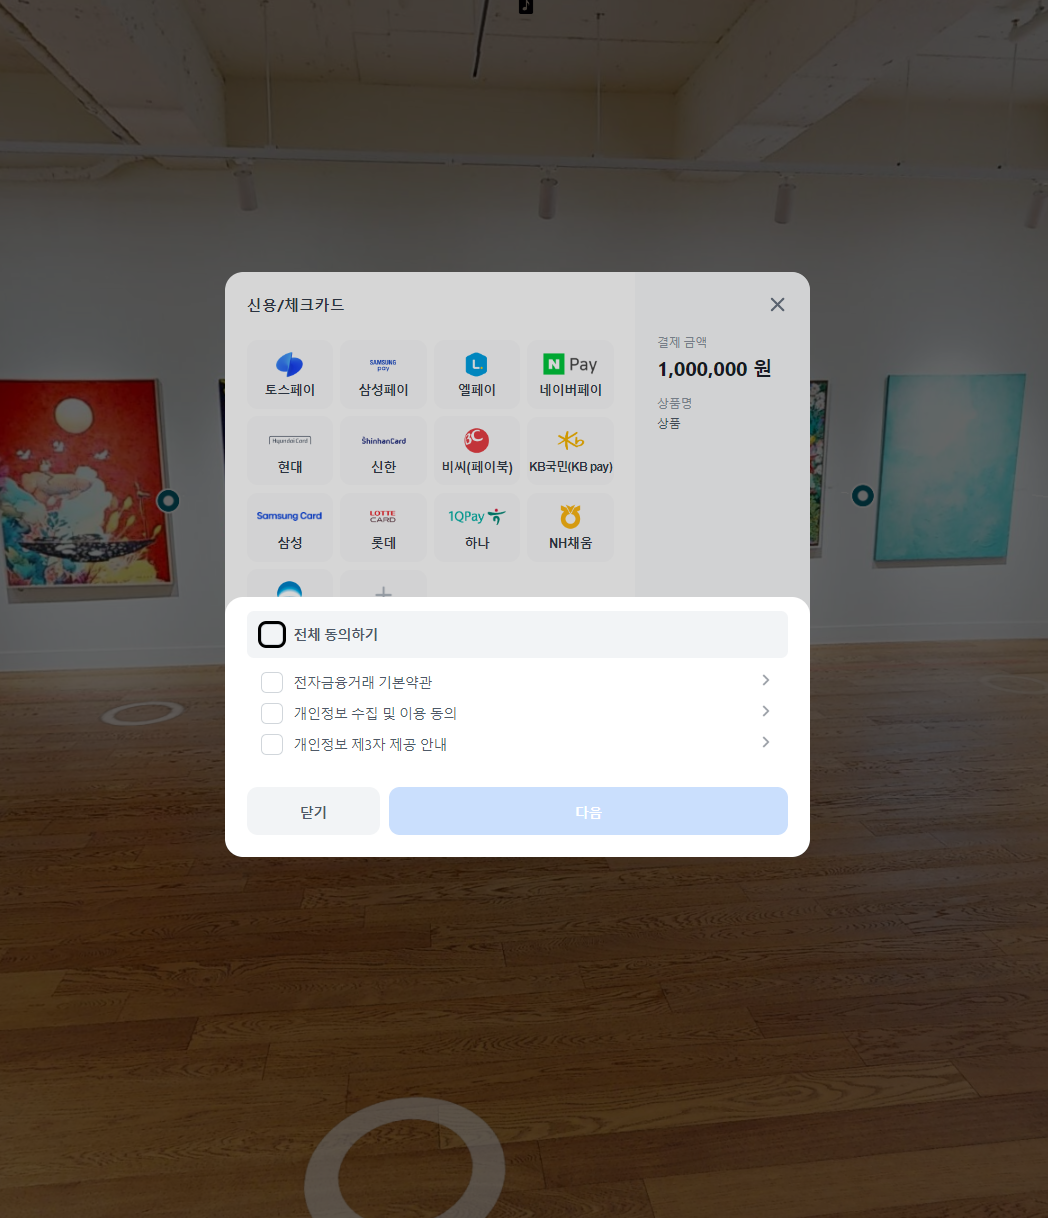 신용/체크카드
결제 금액
1,000,000 원
상품명
상품
토스페이
SAMSUNG pay
삼성페이
L.
엘페이
N Pay
네이버페이
Hyundai Card
현대
ShinhanCard
신한
비씨(페이북)
KB국민(KB pay)
Samsung Card
삼성
LOTTE CARD
롯데
1QPay
하나
NH채움
전체 동의하기
전자금융거래 기본약관
개인정보 수집 및 이용 동의
개인정보 제3자 제공 안내
닫기
다음